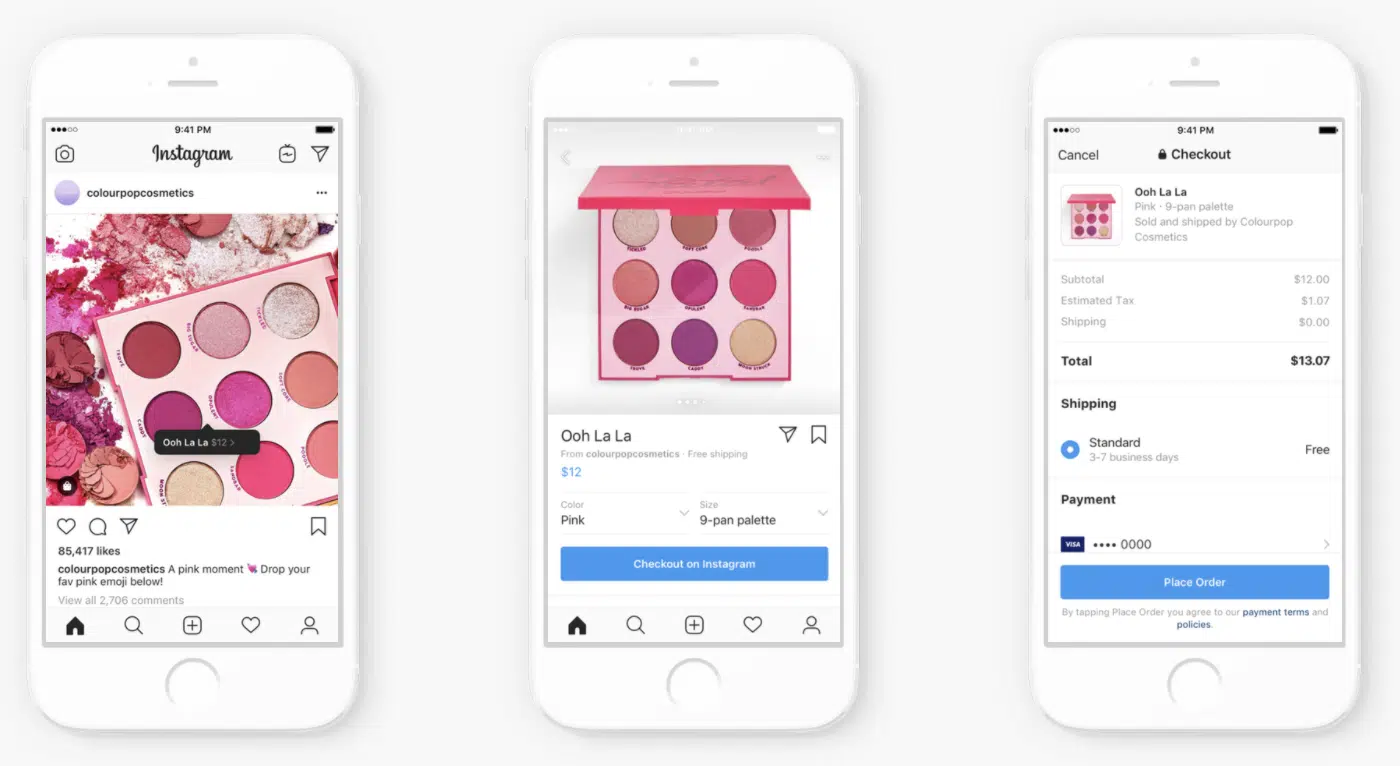 9:41 PM
Instagram
colourpopcosmetics
TICKLED
BIG SUGAR
TROVE
SOFT CORE
OPULENT
CADDY
Ooh La La $12 >
POODLE
85,417 likes
colourpopcosmetics A pink moment 💘 Drop your
fav pink emoji below!
View all 2,706 comments
TICKLED SOFT CORE POODLE
BIG SUGAR OPULENT
TROVE CADDY MOON STRUCK
Ooh La La
From colourpopcosmetics · Free shipping
$12
Color Size
Pink 9-pan palette
Checkout on Instagram
9:41 PM
Cancel Checkout
Ooh La La
Pink · 9-pan palette
Sold and shipped by Colourpop
Cosmetics
Subtotal $12.00
Estimated Tax $1.07
Shipping $0.00
Total $13.07
Shipping
Standard Free
3-7 business days
Payment
VISA •••• 0000
Place Order
By tapping Place Order you agree to our payment terms and
policies.